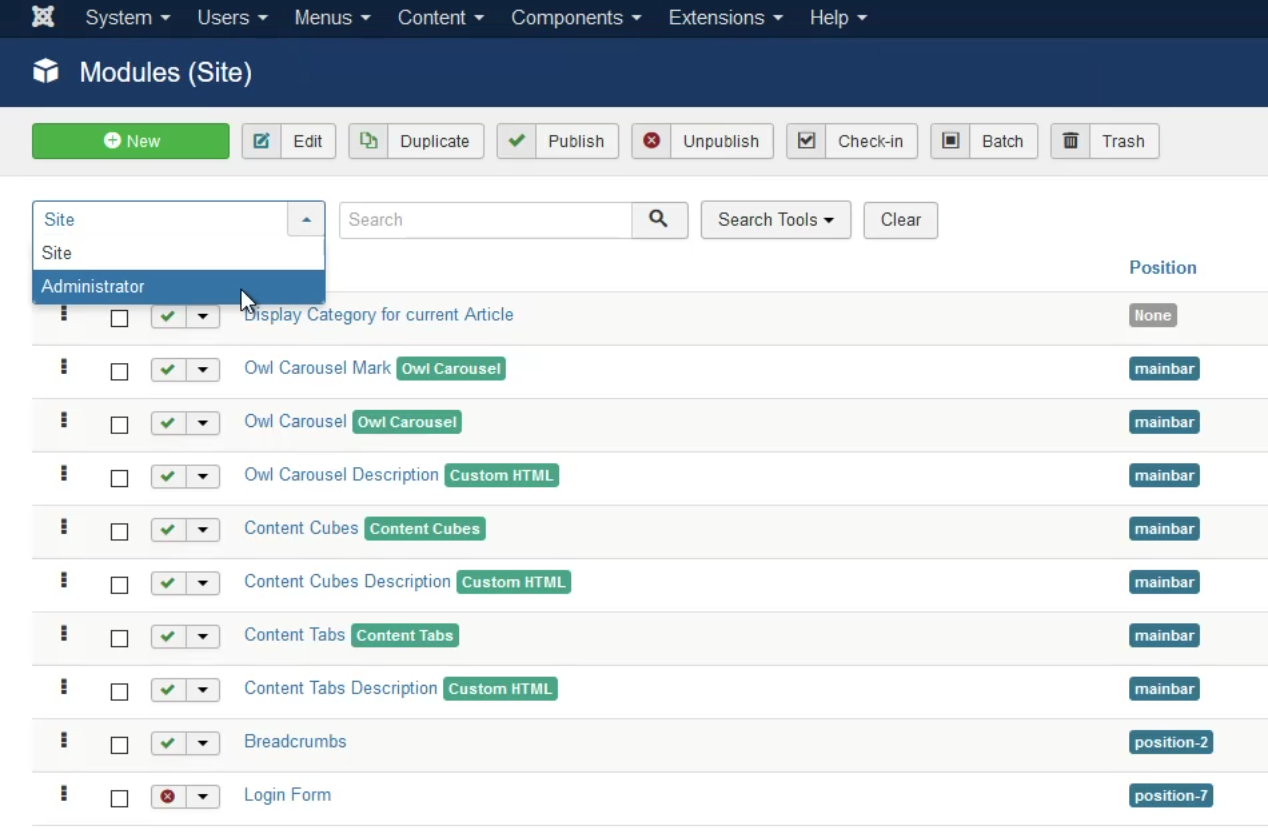 System Users Menus Content Components Extensions Help
Modules (Site)
New Edit Duplicate Publish Unpublish Check-in Batch Trash
Site Search Search Tools Clear
Site
Position
Administrator
Display Category for current Article None
Owl Carousel Mark Owl Carousel mainbar
Owl Carousel Owl Carousel mainbar
Owl Carousel Description Custom HTML mainbar
Content Cubes Content Cubes mainbar
Content Cubes Description Custom HTML mainbar
Content Tabs Content Tabs mainbar
Content Tabs Description Custom HTML mainbar
Breadcrumbs position-2
Login Form position-7